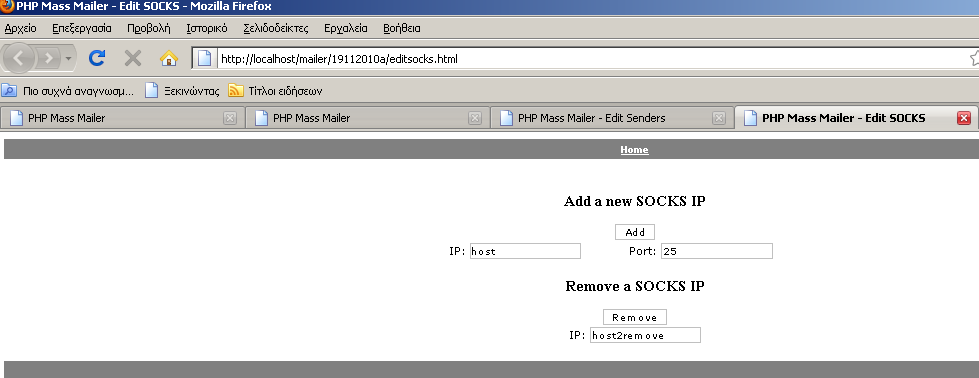 PHP Mass Mailer - Edit SOCKS - Mozilla Firefox
Αρχείο Επεξεργασία Προβολή Ιστορικό Σελιδοδείκτες Εργαλεία Βοήθεια
http://localhost/mailer/19112010a/editsocks.html
Πιο συχνά αναγνωσμ... Ξεκινώντας Τίτλοι ειδήσεων
PHP Mass Mailer PHP Mass Mailer PHP Mass Mailer - Edit Senders PHP Mass Mailer - Edit SOCKS
Home
Add a new SOCKS IP
Add
IP: host Port: 25
Remove a SOCKS IP
Remove
IP: host2remove